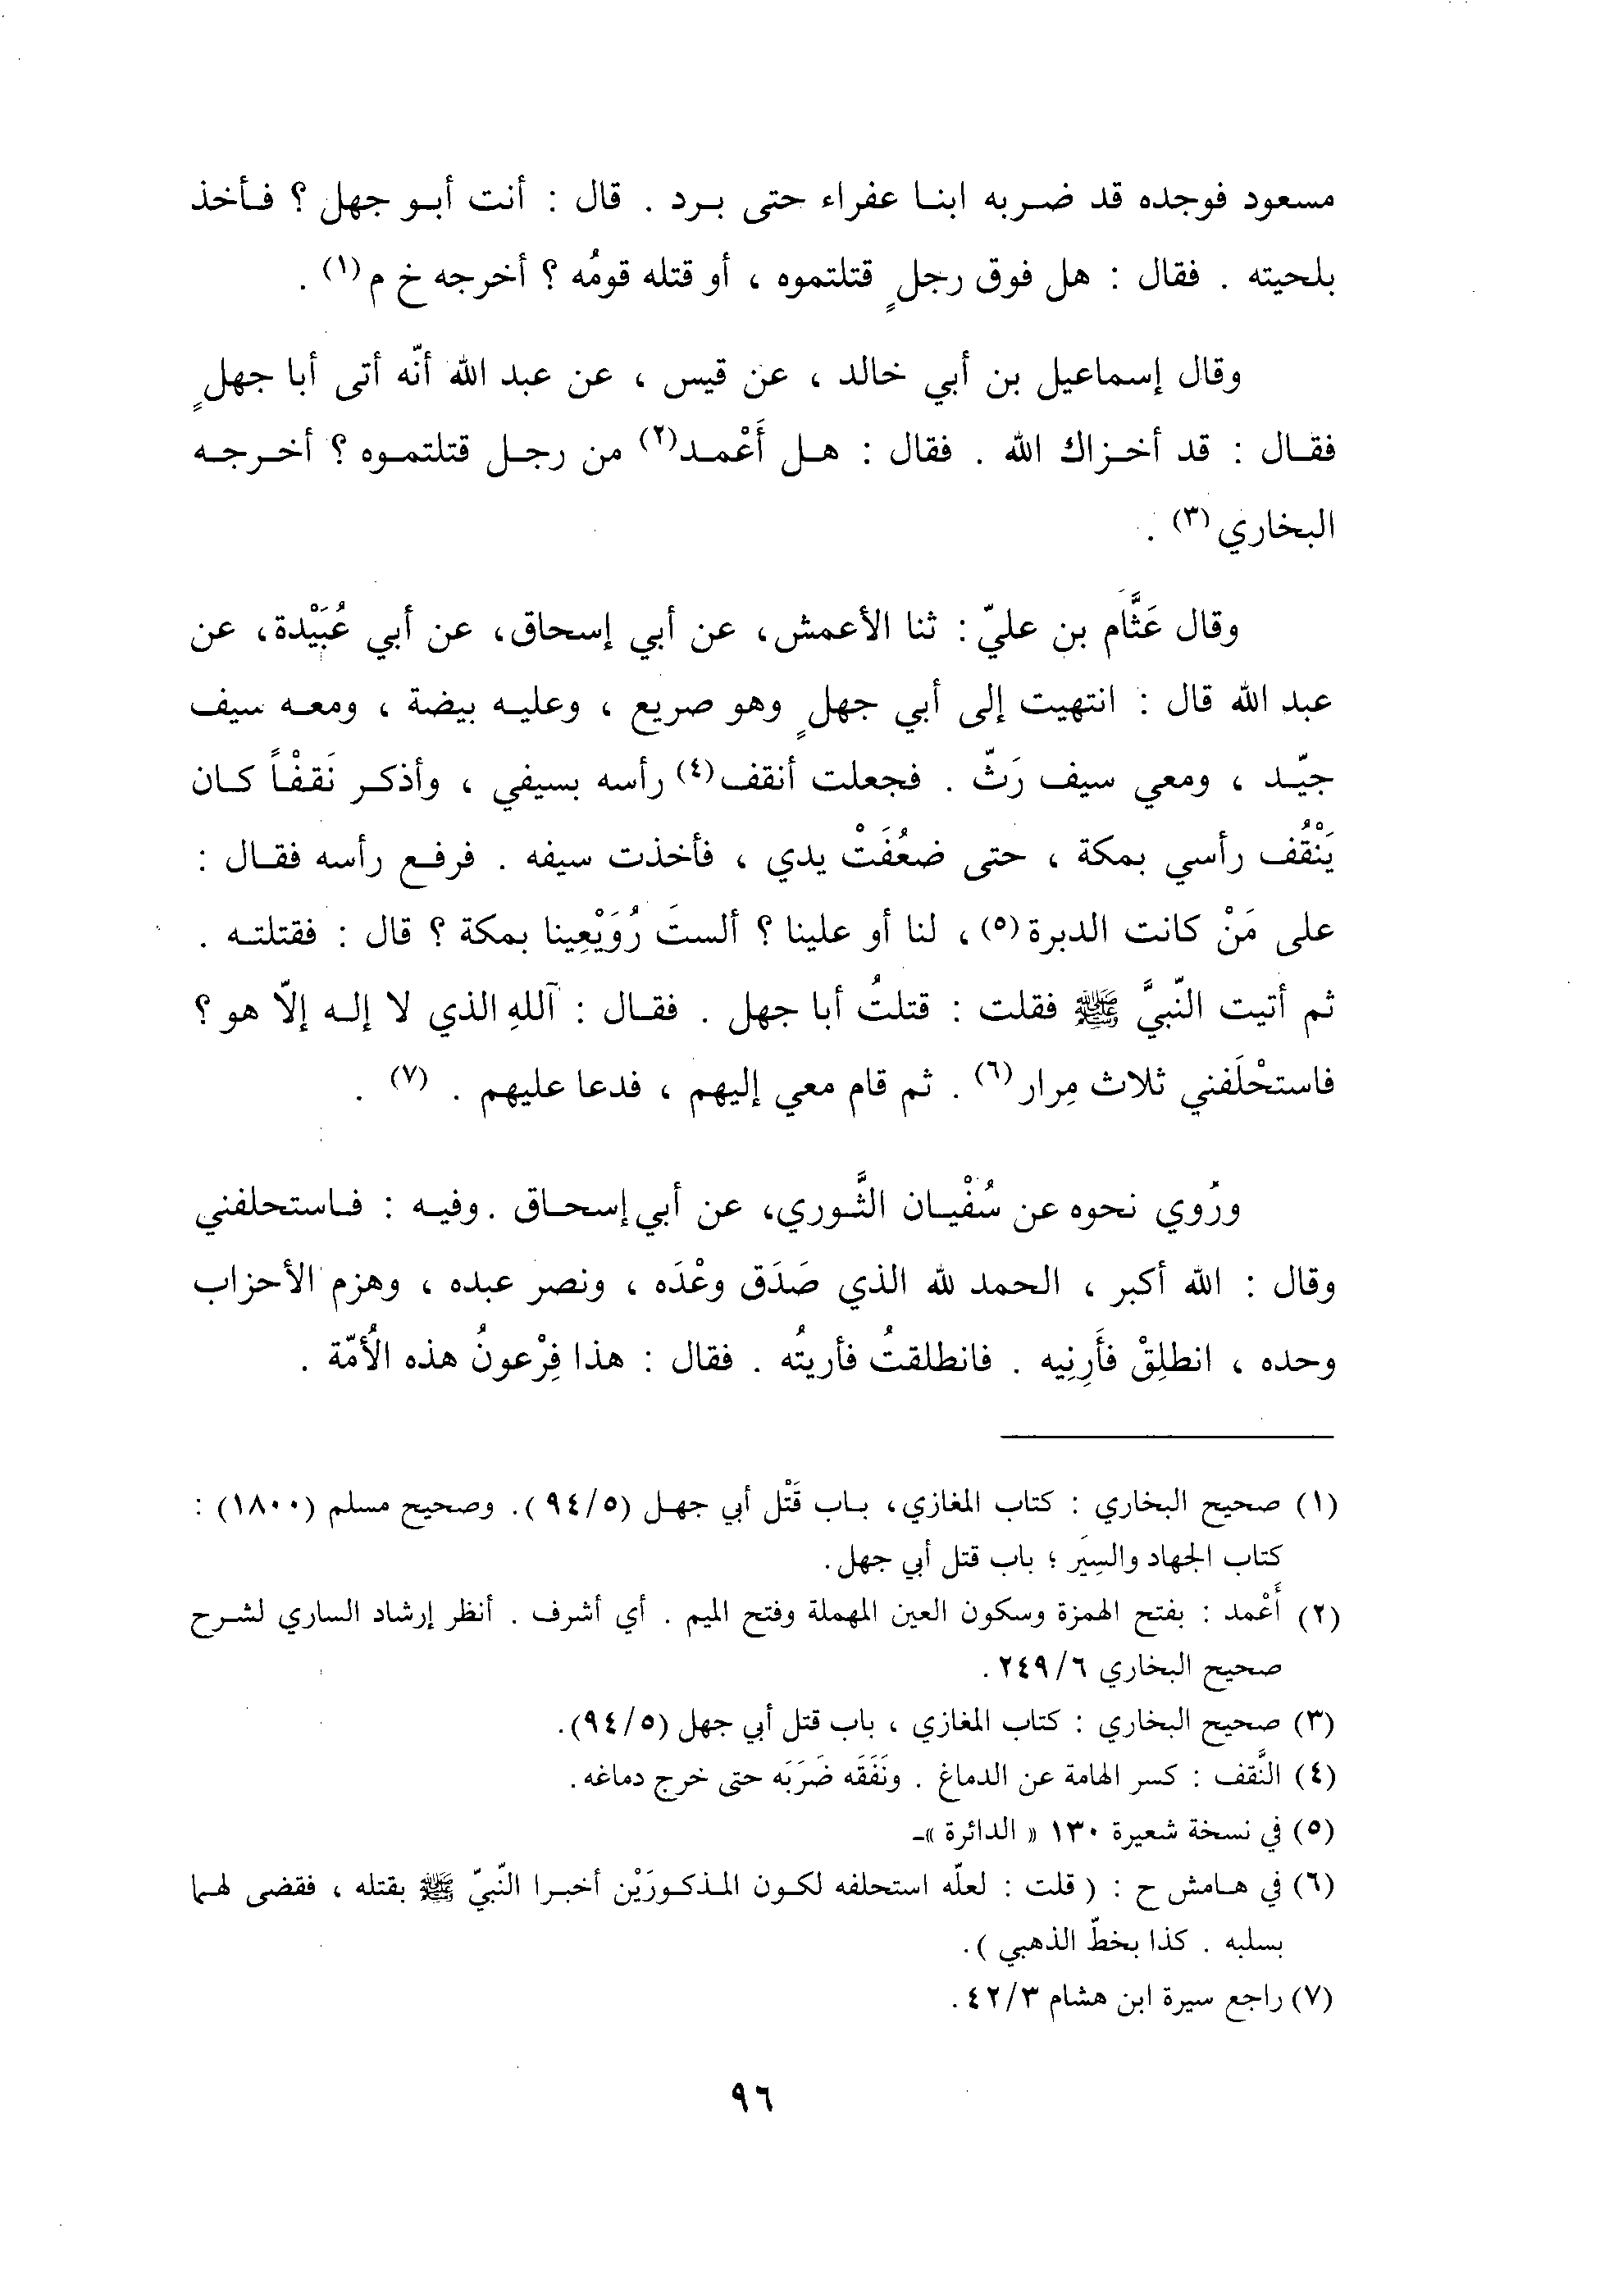 مسعود فوجده قد ضربه ابنا عفراء حتى برد . قال : أنت أبو جهل ؟ فأخذ
بلحيته . فقال : هل فوق رجلٍ قتلتموه ، أو قتله قومُه ؟ أخرجه خ م (١) .
وقال إسماعيل بن أبي خالد ، عن قيس ، عن عبد الله أنّه أتى أبا جهلٍ
فقال : قد أخزاك الله . فقال : هل أَعْمد(٢) من رجل قتلتموه ؟ أخرجه
البخاري (٣) .
وقال عَثَّام بن عليّ : ثنا الأعمش، عن أبي إسحاق، عن أبي عُبَيْدة، عن
عبد الله قال : انتهيت إلى أبي جهلٍ وهو صريع ، وعليه بيضة ، ومعه سيف
جيّد ، ومعي سيف رَثّ . فجعلت أنقف(٤) رأسه بسيفي ، وأذكر نَقفْاً كان
يَنْقُف رأسي بمكة ، حتى ضعُفَتْ يدي ، فأخذت سيفه . فرفع رأسه فقال :
على مَنْ كانت الدبرة(٥) ، لنا أو علينا ؟ ألستَ رُوَيْعِينا بمكة ؟ قال : فقتلته .
ثم أتيت النّبيَّ ﷺ فقلت : قتلتُ أبا جهل . فقال : آللهِ الذي لا إله إلّا هو ؟
فاستحْلَفني ثلاث مِرار (٦) . ثم قام معي إليهم ، فدعا عليهم . (٧) .
ورُوي نحوه عن سُفْيان الثَّوري، عن أبي إسحاق . وفيه : فاستحلفني
وقال : الله أكبر ، الحمد لله الذي صَدَق وعْدَه ، ونصر عبده ، وهزم الأحزاب
وحده ، انطلِقْ فأَرِنِيه . فانطلقتُ فأريتُه . فقال : هذا فِرْعونُ هذه الُأمّة .
(١) صحيح البخاري : كتاب المغازي، باب قَتْل أبي جهل (٩٤/٥). وصحيح مسلم (١٨٠٠) :
كتاب الجهاد والسِيَر ؛ باب قتل أبي جهل.
(٢) أَعْمد : بفتح الهمزة وسكون العين المهملة وفتح الميم . أي أشرف . أنظر إرشاد الساري لشرح
صحيح البخاري ٢٤٩/٦.
(٣) صحيح البخاري : كتاب المغازي ، باب قتل أبي جهل (٩٤/٥).
(٤) النَّقف : كسر الهامة عن الدماغ . ونَفَقَه ضَرَبَه حتى خرج دماغه.
(٥) في نسخة شعيرة ١٣٠ « الدائرة »-
(٦) في هامش ح : ( قلت : لعلّه استحلفه لكون المذكورَيْن أخبرا النّبيّ ﷺ بقتله ، فقضى لهما
بسلبه . كذا بخطّ الذهبي ).
(٧) راجع سيرة ابن هشام ٤٢/٣.
٩٦